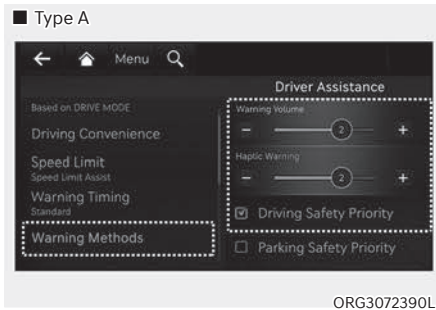 ■ Type A
Menu
Driver Assistance
Based on DRIVE MODE
Driving Convenience
Speed Limit
Speed Limit Assist
Warning Timing
Standard
Warning Methods
Warning Volume
- 2 +
Haptic Warning
- 2 +
Driving Safety Priority
Parking Safety Priority
ORG3072390L